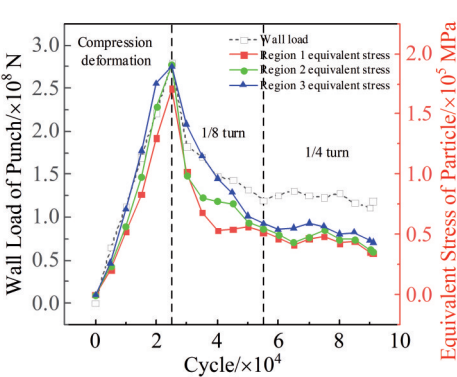 Wall Load of Punch/×10⁸ N
3.0
2.5
2.0
1.5
1.0
0.5
0.0
Compression
deformation
Wall load
Region 1 equivalent stress
Region 2 equivalent stress
Region 3 equivalent stress
1/8 turn
1/4 turn
2.0
1.5
1.0
0.5
0.0
Equivalent Stress of Particle/×10⁵ MPa
0 2 4 6 8 10
Cycle/×10⁴